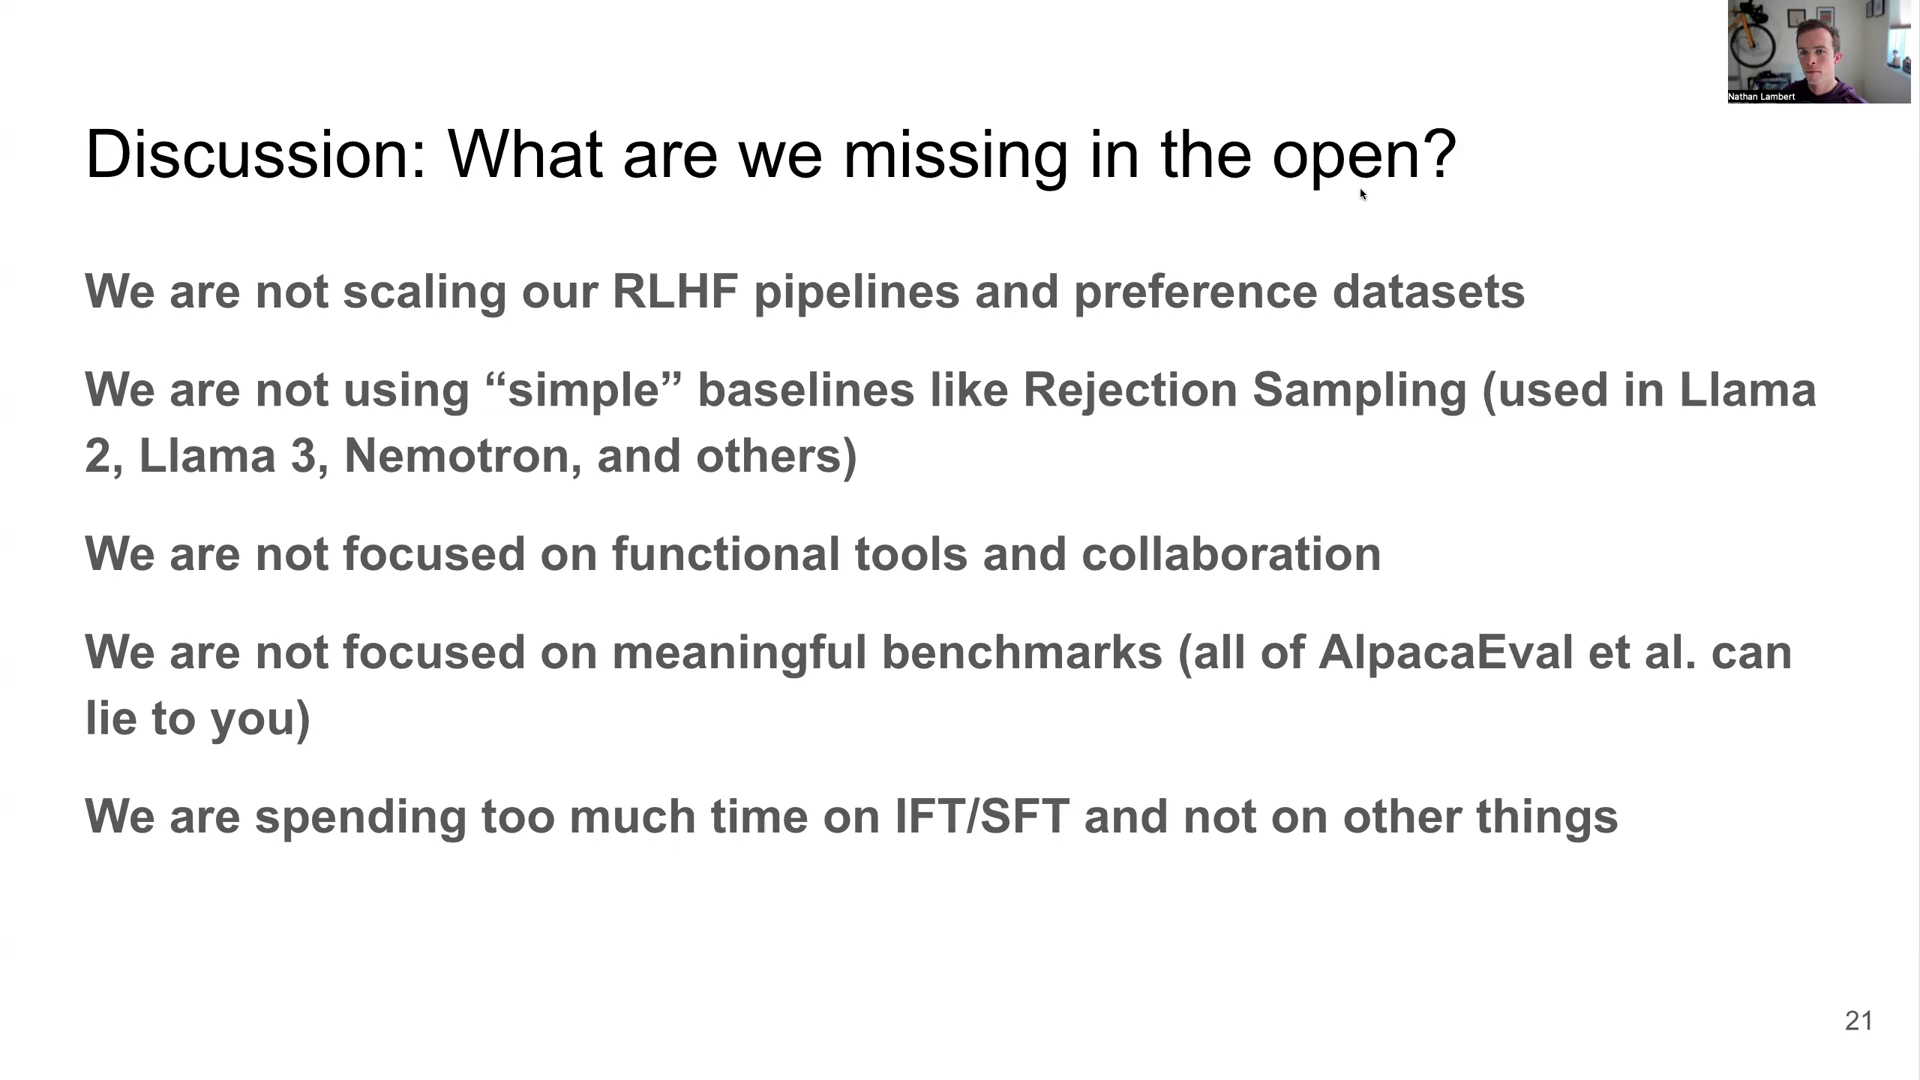 Nathan Lambert
Discussion: What are we missing in the open?
We are not scaling our RLHF pipelines and preference datasets
We are not using “simple” baselines like Rejection Sampling (used in Llama
2, Llama 3, Nemotron, and others)
We are not focused on functional tools and collaboration
We are not focused on meaningful benchmarks (all of AlpacaEval et al. can
lie to you)
We are spending too much time on IFT/SFT and not on other things
21